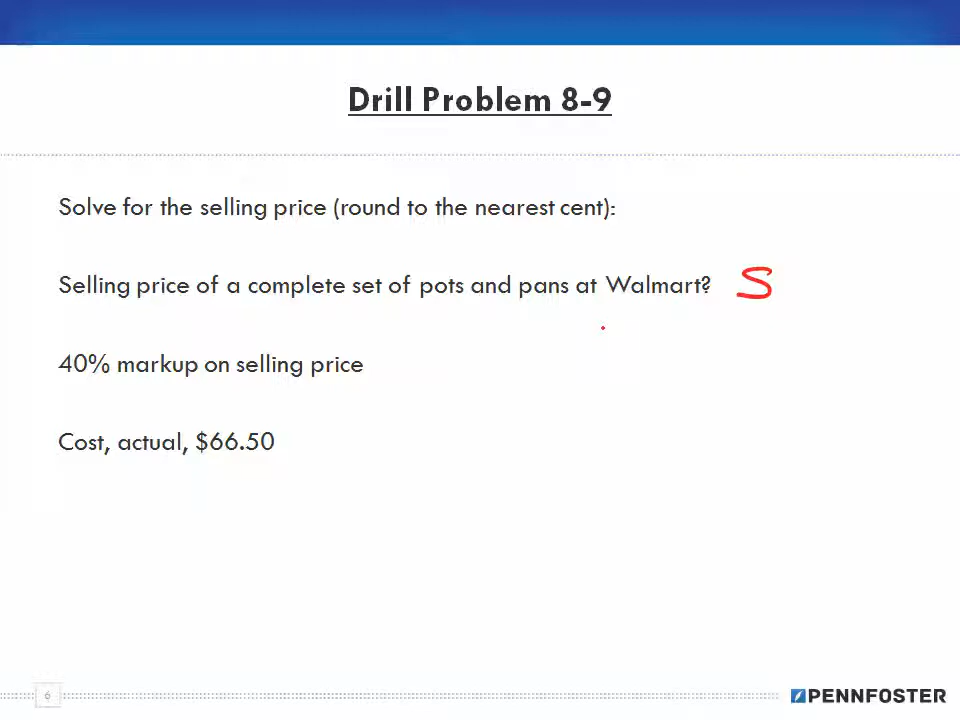 Drill Problem 8-9
Solve for the selling price (round to the nearest cent):
Selling price of a complete set of pots and pans at Walmart? S
40% markup on selling price
Cost, actual, $66.50
6
PENNFOSTER